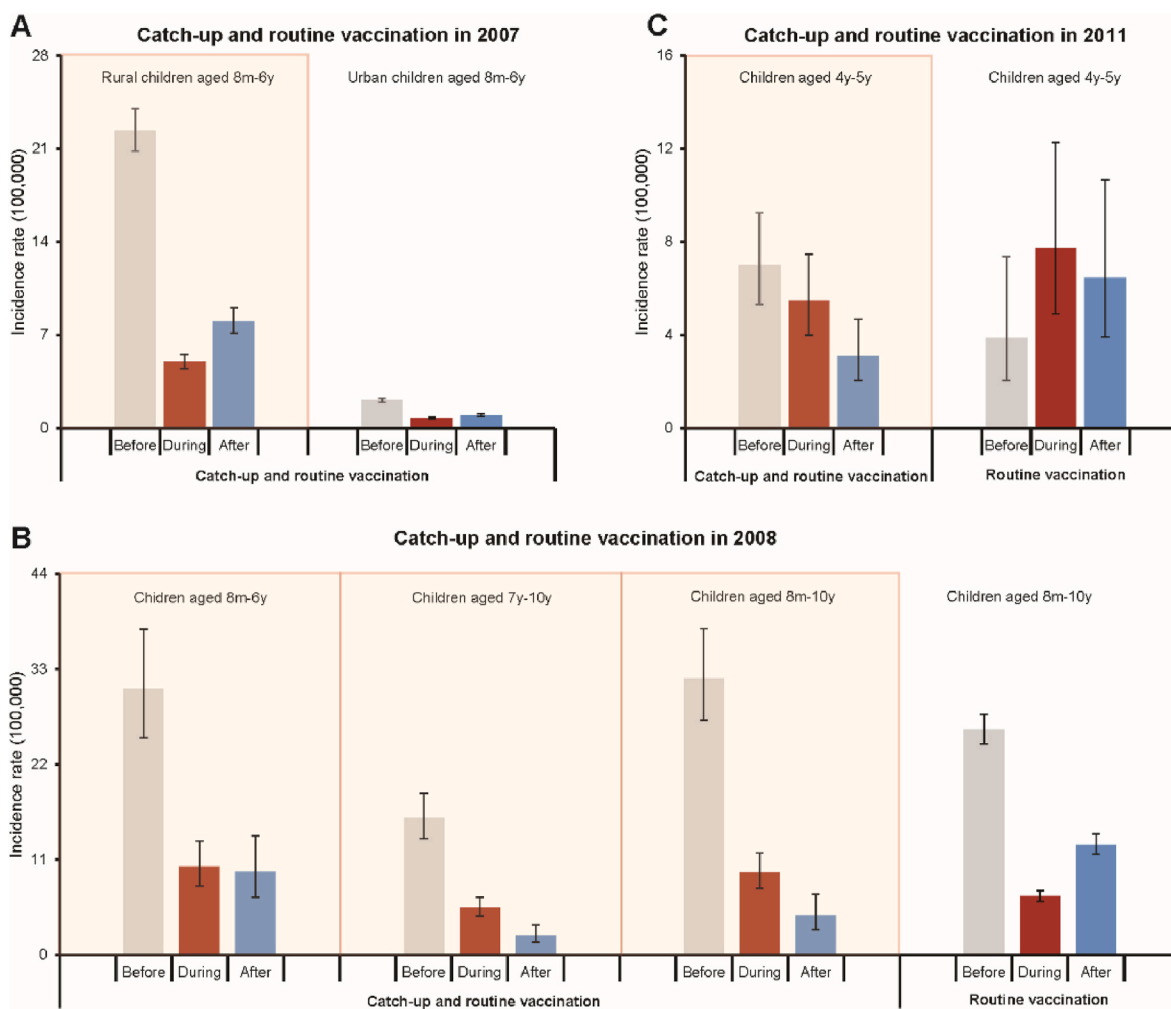 A
Catch-up and routine vaccination in 2007
Incidence rate (100,000)
28
21
14
7
0
Rural children aged 8m-6y
Urban children aged 8m-6y
Before During After
Before During After
Catch-up and routine vaccination
C
Catch-up and routine vaccination in 2011
Incidence rate (100,000)
16
12
8
4
0
Children aged 4y-5y
Children aged 4y-5y
Before During After
Before During After
Catch-up and routine vaccination
Routine vaccination
B
Catch-up and routine vaccination in 2008
Incidence rate (100,000)
44
33
22
11
0
Chidren aged 8m-6y
Children aged 7y-10y
Children aged 8m-10y
Children aged 8m-10y
Before During After
Before During After
Before During After
Before During After
Catch-up and routine vaccination
Routine vaccination